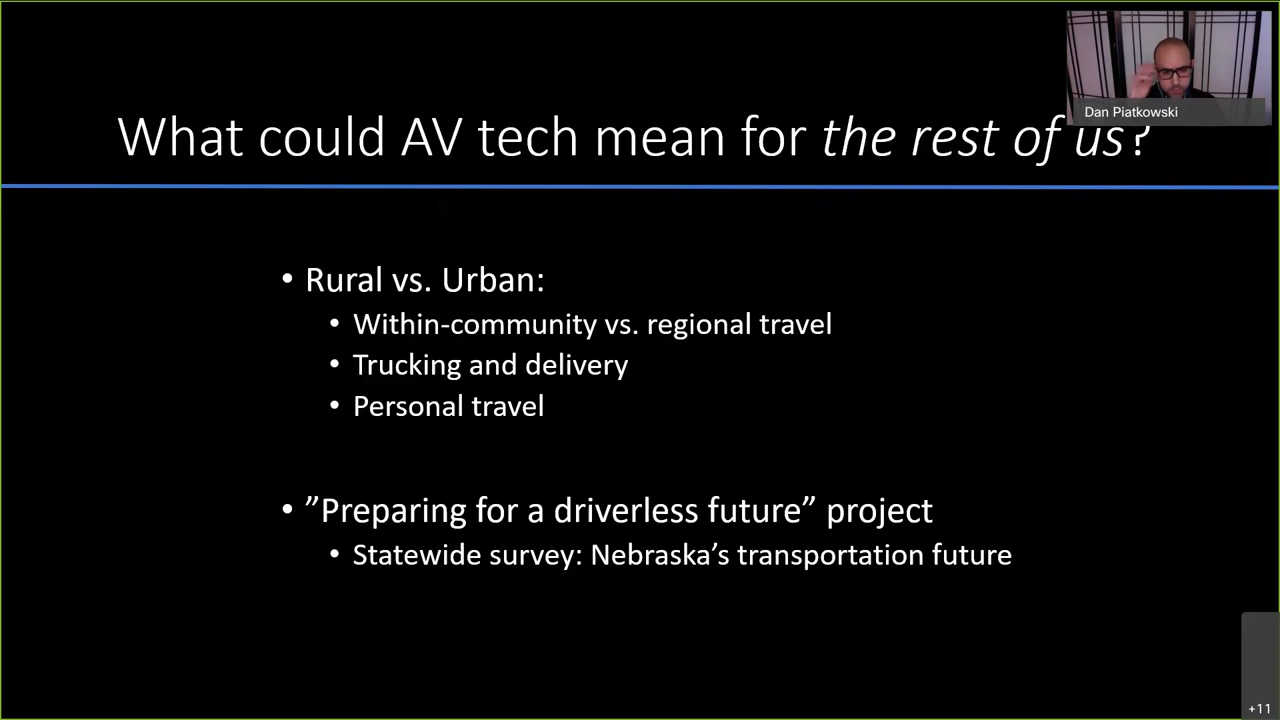 Dan Piatkowski
What could AV tech mean for the rest of us?
• Rural vs. Urban:
• Within-community vs. regional travel
• Trucking and delivery
• Personal travel
• ”Preparing for a driverless future” project
• Statewide survey: Nebraska’s transportation future
+11